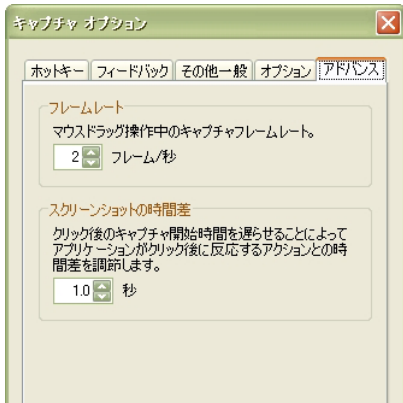 キャプチャ オプション
ホットキー フィードバック その他一般 オプション アドバンス
フレームレート
マウスドラッグ操作中のキャプチャフレームレート。
2 フレーム/秒
スクリーンショットの時間差
クリック後のキャプチャ開始時間を遅らせることによって
アプリケーションがクリック後に反応するアクションとの時
間差を調節します。
1.0 秒